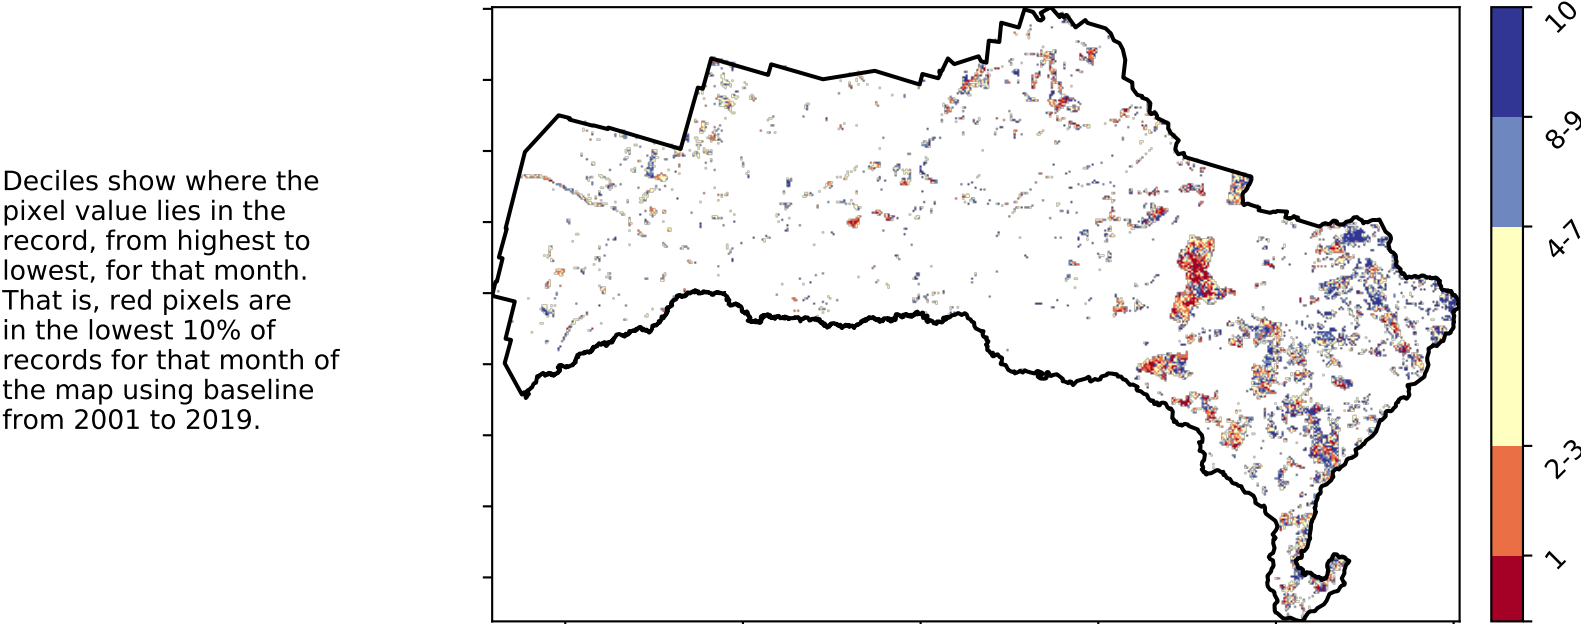 Deciles show where the
pixel value lies in the
record, from highest to
lowest, for that month.
That is, red pixels are
in the lowest 10% of
records for that month of
the map using baseline
from 2001 to 2019.
10
8-9
4-7
2-3
1